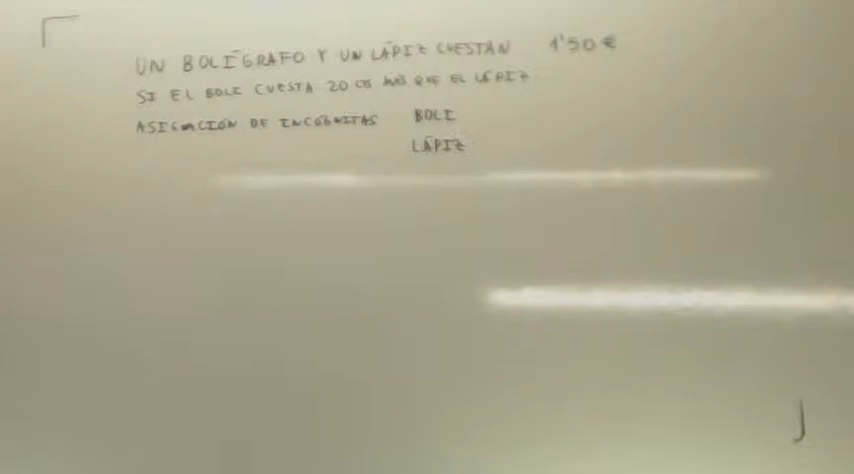 UN BOLÍGRAFO Y UN LÁPIZ CUESTAN 1'50 €
SI EL BOLI CUESTA 20 CTS MÁS QUE EL LÁPIZ
ASIGNACIÓN DE INCÓGNITAS BOLI
LÁPIZ